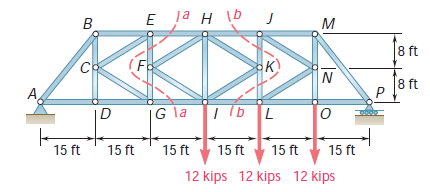 B E a H b J M
8 ft
C F K N
8 ft
A P
D G a I b L O
15 ft 15 ft 15 ft 15 ft 15 ft 15 ft
12 kips 12 kips 12 kips